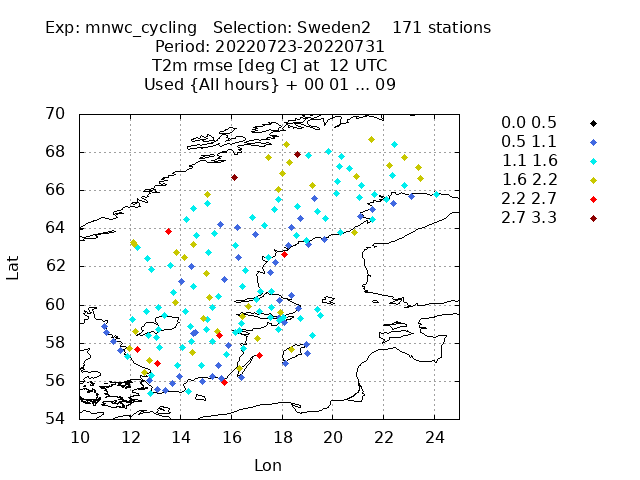 Exp: mnwc_cycling   Selection: Sweden2    171 stations
Period: 20220723-20220731
T2m rmse [deg C] at  12 UTC
Used {All hours} + 00 01 ... 09
70
68
66
64
62
60
58
56
54
10 12 14 16 18 20 22 24
Lat
Lon
0.0 0.5
0.5 1.1
1.1 1.6
1.6 2.2
2.2 2.7
2.7 3.3